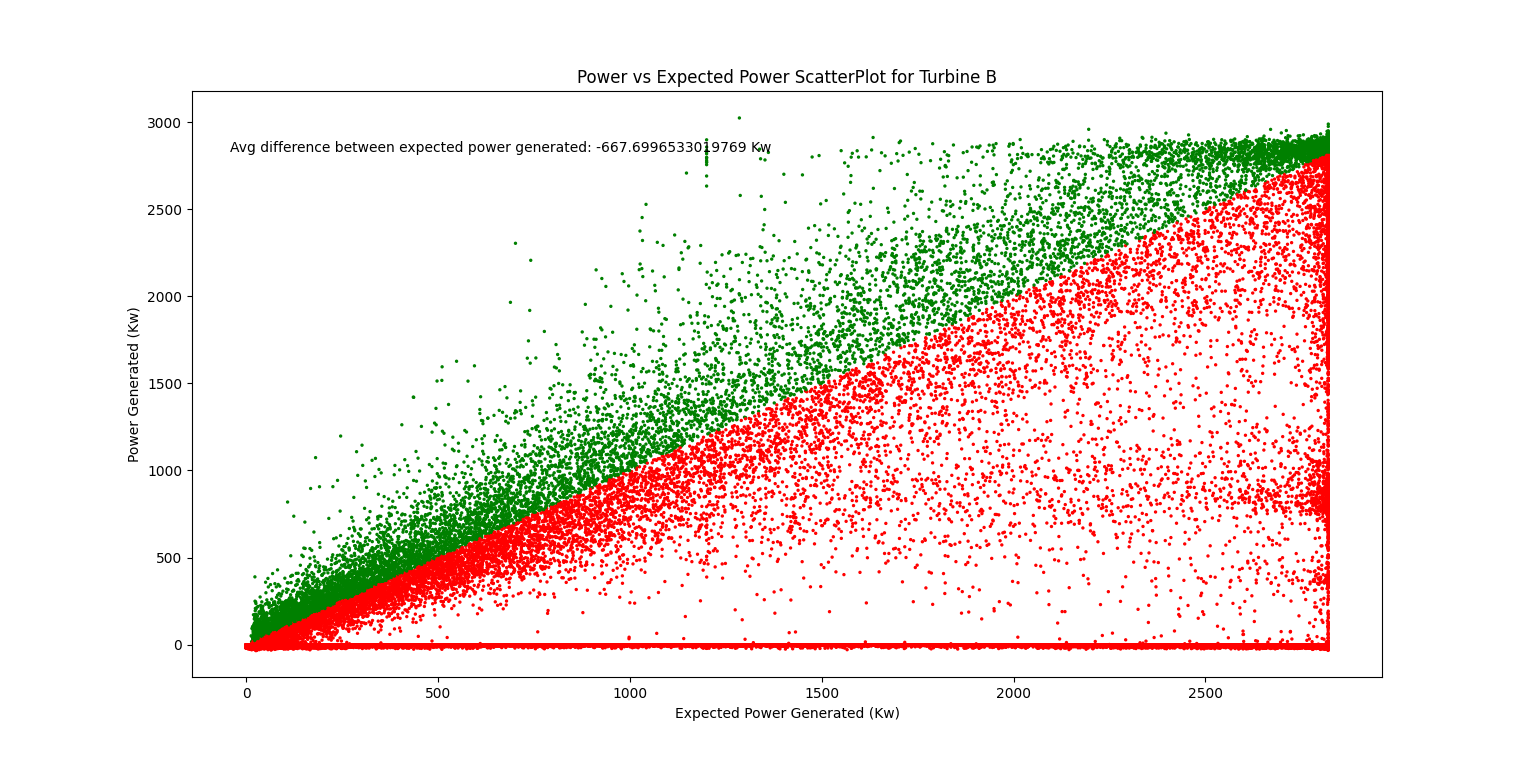 Power vs Expected Power ScatterPlot for Turbine B
3000
Avg difference between expected power generated: -667.6996533019769 Kw
2500
2000
1500
1000
500
0
Power Generated (Kw)
0 500 1000 1500 2000 2500
Expected Power Generated (Kw)